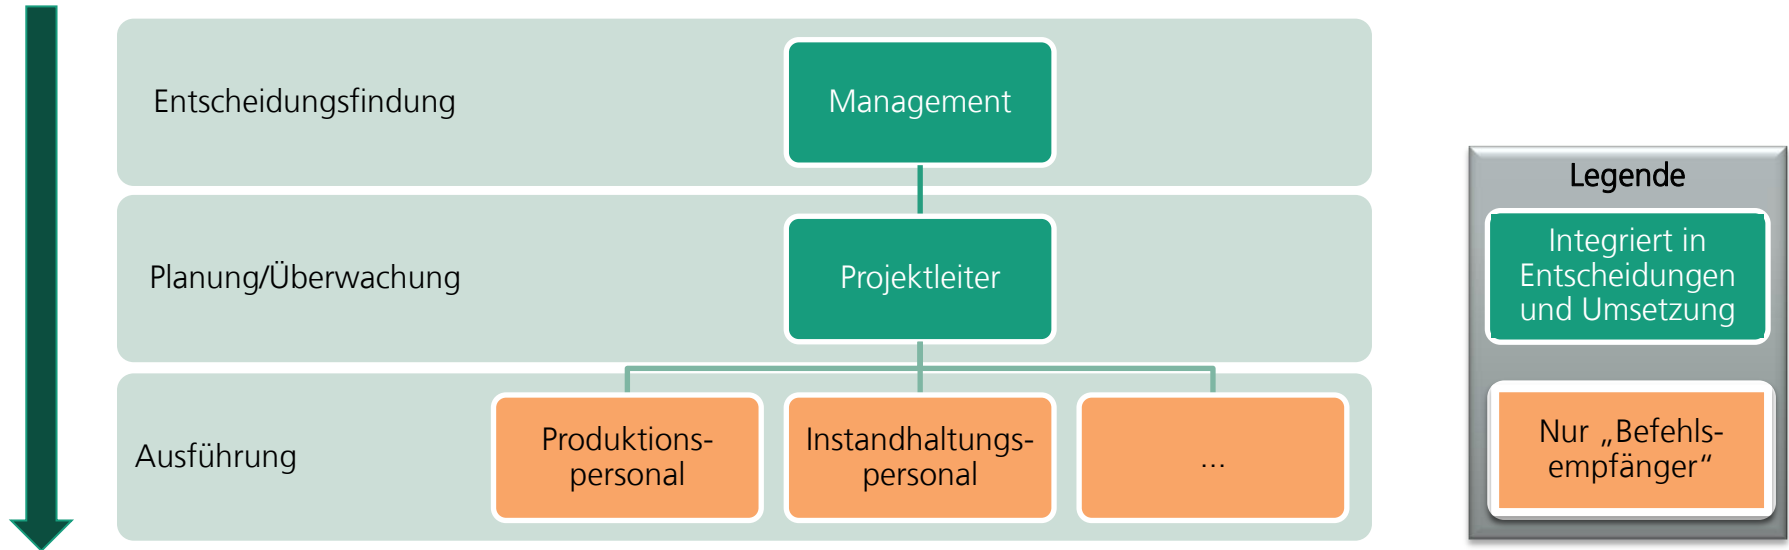 Entscheidungsfindung
Management
Planung/Überwachung
Projektleiter
Ausführung
Produktions-
personal
Instandhaltungs-
personal
...
Legende
Integriert in
Entscheidungen
und Umsetzung
Nur „Befehls-
empfänger“